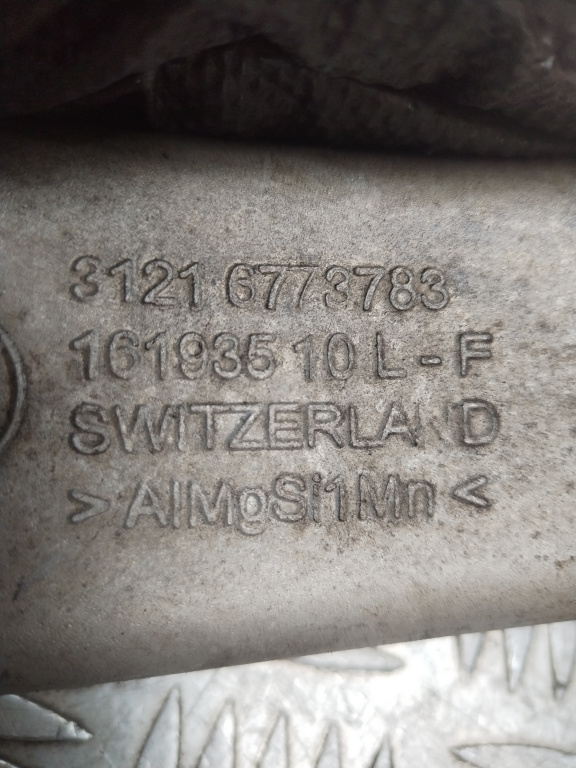 3121 6773783
161935 10 L - F
SWITZERLAND
> AlMgSi1Mn <